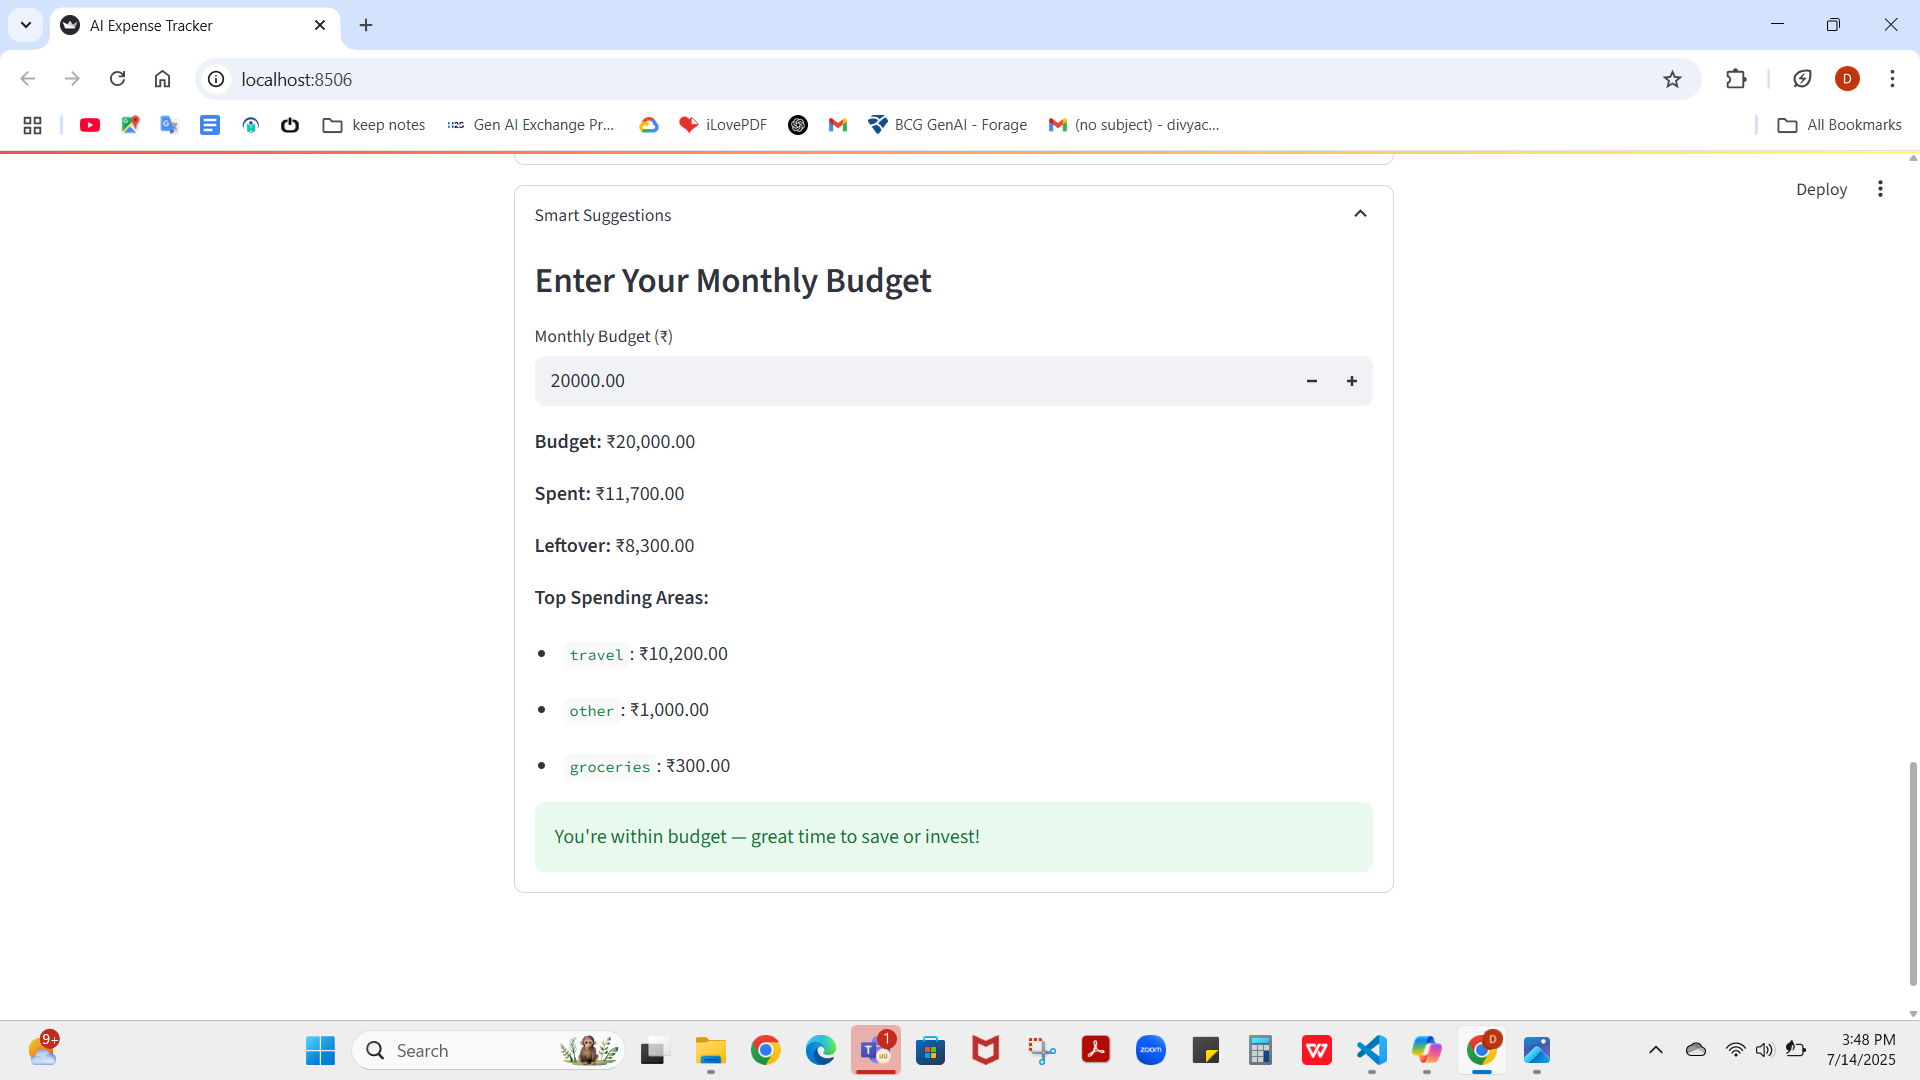 AI Expense Tracker
localhost:8506
keep notes
H2S Gen AI Exchange Pr...
iLovePDF
BCG GenAI - Forage
(no subject) - divyac...
All Bookmarks
D
Deploy
Smart Suggestions
Enter Your Monthly Budget
Monthly Budget (₹)
20000.00
Budget: ₹20,000.00
Spent: ₹11,700.00
Leftover: ₹8,300.00
Top Spending Areas:
travel : ₹10,200.00
other : ₹1,000.00
groceries : ₹300.00
You're within budget — great time to save or invest!
9+
Search
1
zoom
D
3:48 PM
7/14/2025